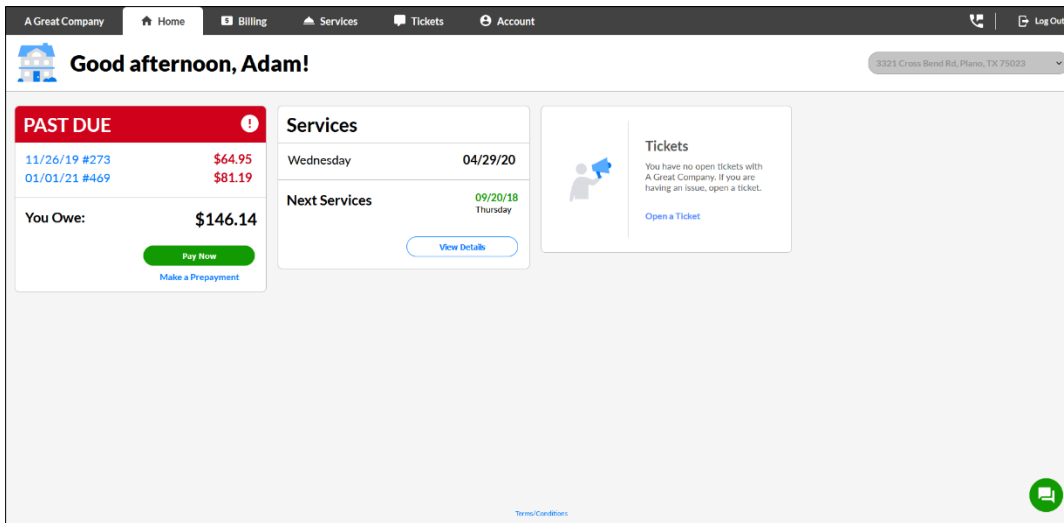 A Great Company Home Billing Services Tickets Account Log Out
Good afternoon, Adam!
3321 Cross Bend Rd, Plano, TX 75023
PAST DUE
11/26/19 #273 $64.95
01/01/21 #469 $81.19
You Owe: $146.14
Pay Now
Make a Prepayment
Services
Wednesday 04/29/20
Next Services 09/20/18
Thursday
View Details
Tickets
You have no open tickets with
A Great Company. If you are
having an issue, open a ticket.
Open a Ticket
Terms/Conditions